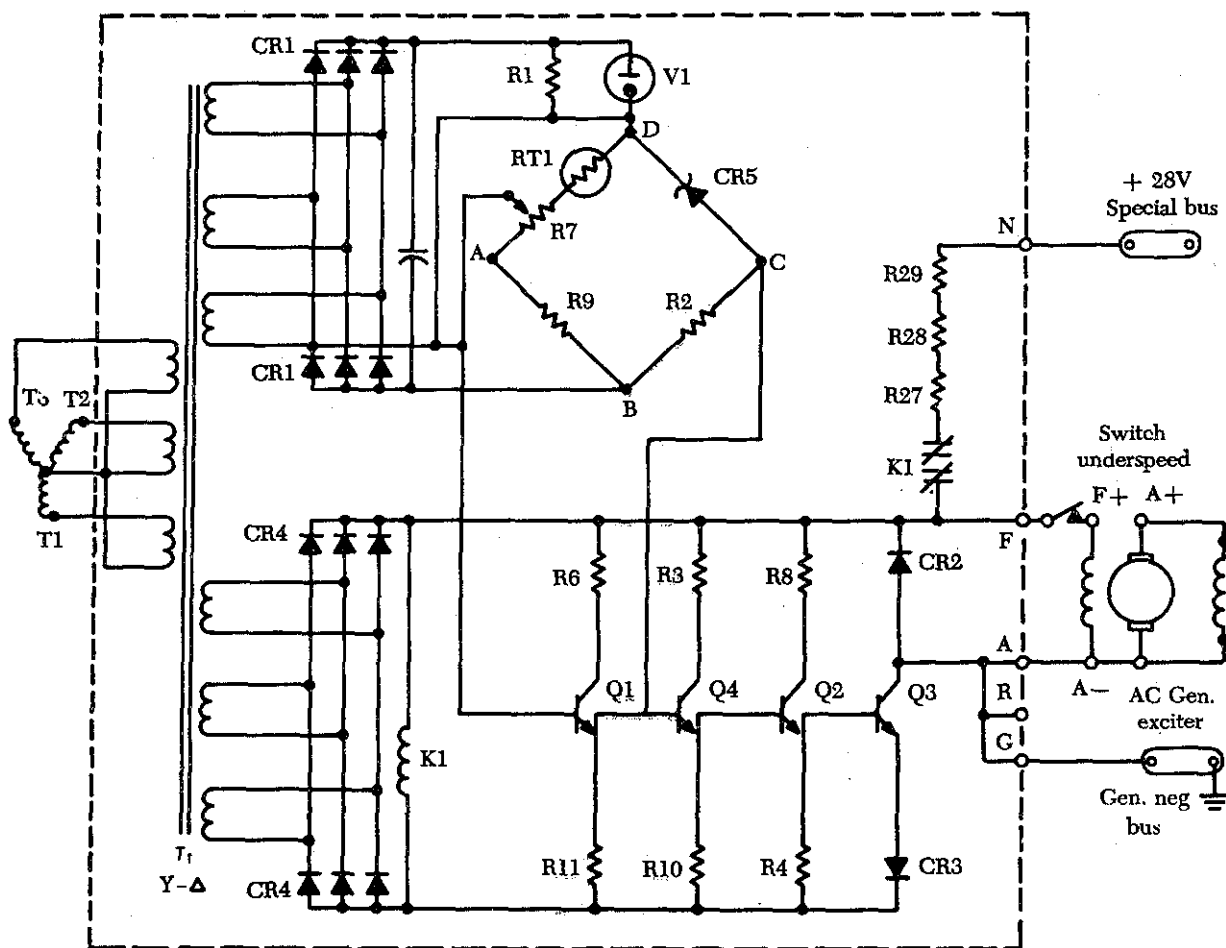 CR1
R1
V1
D
RT1
CR5
+ 28V
Special bus
R7
N
A
C
R29
R9
R2
R28
CR1
R27
B
T2
K1
Switch
underspeed
F+
A+
T1
CR4
F
R6
R3
R8
CR2
A
Q1
Q4
Q2
Q3
R
A−
AC Gen.
exciter
K1
G
Gen. neg
bus
Y-Δ
CR4
R11
R10
R4
CR3